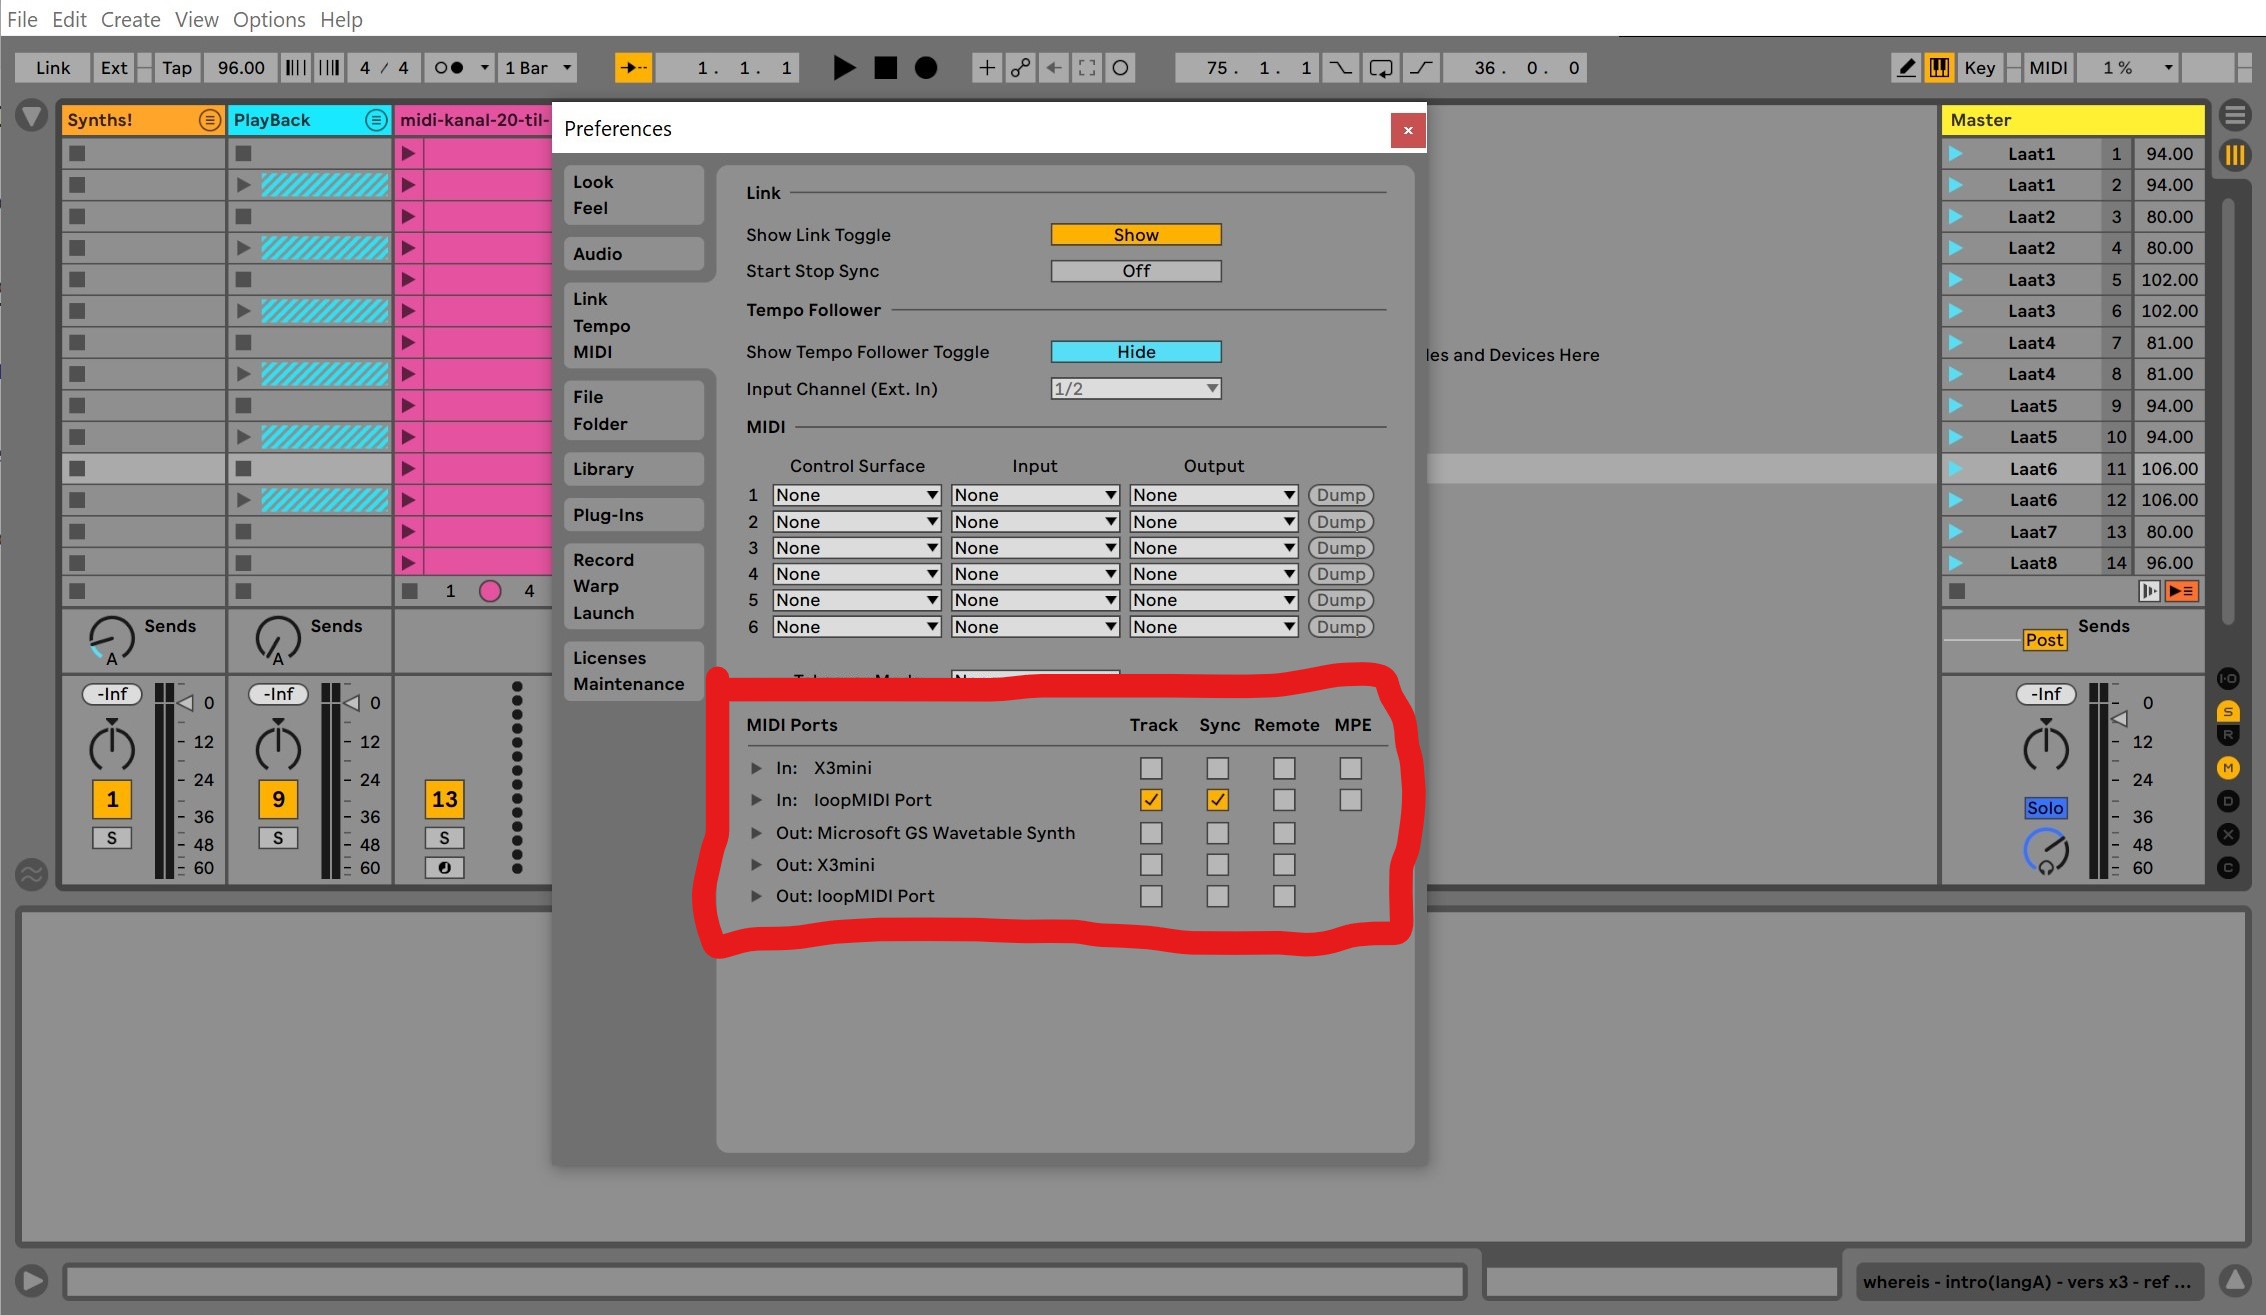 File Edit Create View Options Help
Link Ext Tap 96.00 4 / 4 1 Bar 1. 1. 1 75. 1. 1 36. 0. 0 Key MIDI 1 %
Synths! PlayBack midi-kanal-20-til- Master
Preferences
Look
Feel
Audio
Link
Tempo
MIDI
File
Folder
Library
Plug-Ins
Record
Warp
Launch
Licenses
Maintenance
Link
Show Link Toggle Show
Start Stop Sync Off
Tempo Follower
Show Tempo Follower Toggle Hide
Input Channel (Ext. In) 1/2
MIDI
Control Surface Input Output
1 None None None Dump
2 None None None Dump
3 None None None Dump
4 None None None Dump
5 None None None Dump
6 None None None Dump
MIDI Ports Track Sync Remote MPE
In: X3mini
In: loopMIDI Port
Out: Microsoft GS Wavetable Synth
Out: X3mini
Out: loopMIDI Port
les and Devices Here
Laat1 1 94.00
Laat1 2 94.00
Laat2 3 80.00
Laat2 4 80.00
Laat3 5 102.00
Laat3 6 102.00
Laat4 7 81.00
Laat4 8 81.00
Laat5 9 94.00
Laat5 10 94.00
Laat6 11 106.00
Laat6 12 106.00
Laat7 13 80.00
Laat8 14 96.00
1 4
Sends A
Sends A
Sends
Post
-Inf 0 12 24 36 48 60
1
S
-Inf 0 12 24 36 48 60
9
S
13
S
-Inf 0 12 24 36 48 60
Solo
I-O
S
R
M
D
X
C
whereis - intro(langA) - vers x3 - ref ...